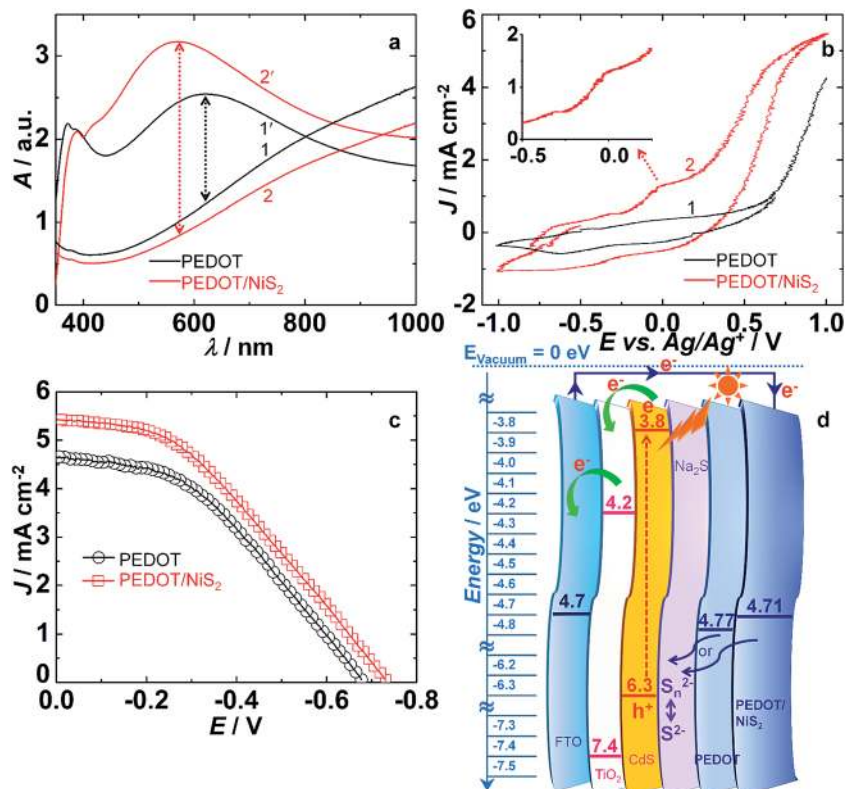 a
3
2
1
0
A / a.u.
2′
1′
1
2
PEDOT
PEDOT/NiS₂
400
600
800
1000
λ / nm
b
6
4
2
0
-2
J / mA cm⁻²
2
1
0
-0.5
0.0
2
1
PEDOT
PEDOT/NiS₂
-1.0
-0.5
0.0
0.5
1.0
E vs. Ag/Ag⁺ / V
c
6
5
4
3
2
1
0
J / mA cm⁻²
PEDOT
PEDOT/NiS₂
0.0
-0.2
-0.4
-0.6
-0.8
E / V
E_Vacuum = 0 eV
d
e⁻
e⁻
e⁻
e⁻
e
Energy / eV
-3.8
-3.9
-4.0
-4.1
-4.2
-4.3
-4.4
-4.5
-4.6
-4.7
-4.8
-6.2
-6.3
-7.3
-7.4
-7.5
3.8
Na₂S
4.2
4.7
4.77
4.71
or
6.3
h⁺
Sₙ²⁻
S²⁻
7.4
FTO
TiO₂
CdS
PEDOT
PEDOT/
NiS₂